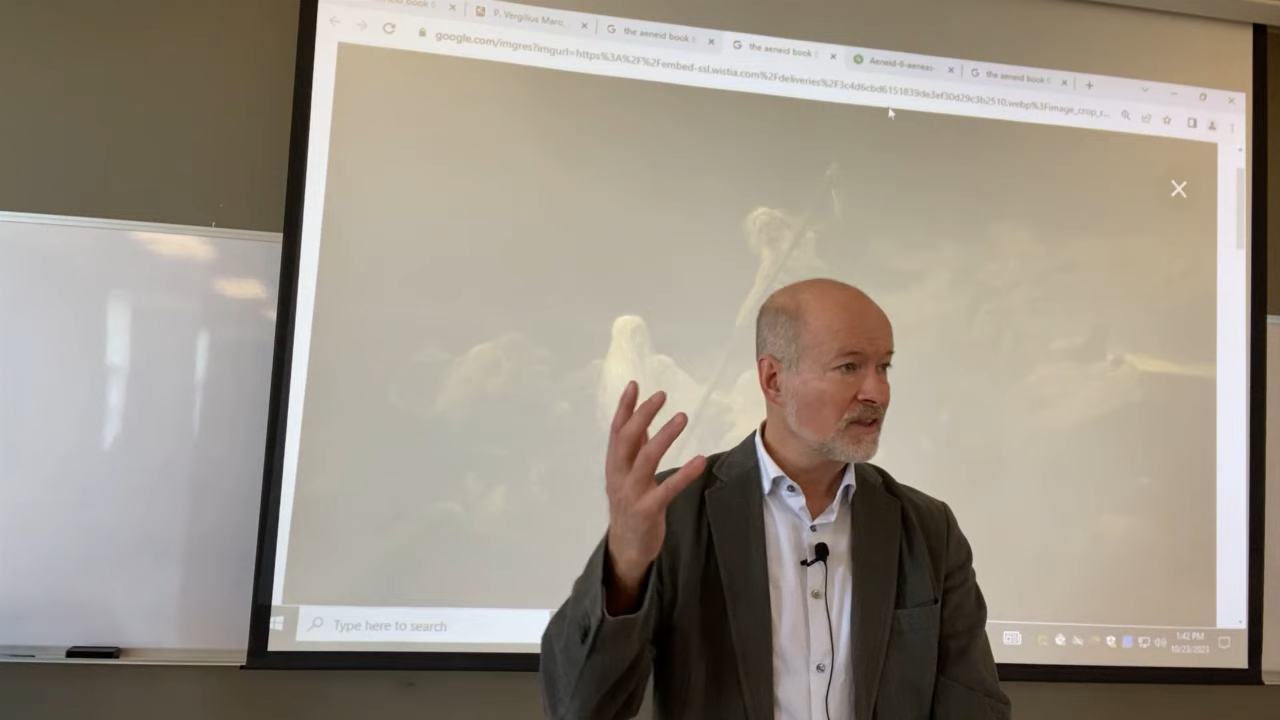 P. Vergilius Maro,
the aeneid book
the aeneid book
Aeneid-6-aeneas-
the aeneid book
google.com/imgres?imgurl=https%3A%2F%2Fembed-ssl.wistia.com%2Fdeliveries%2F3c4d6cbd6151839de3ef30d29c3b2510.webp%3Fimage_crop_r...
Type here to search
1:42 PM
10/23/2023